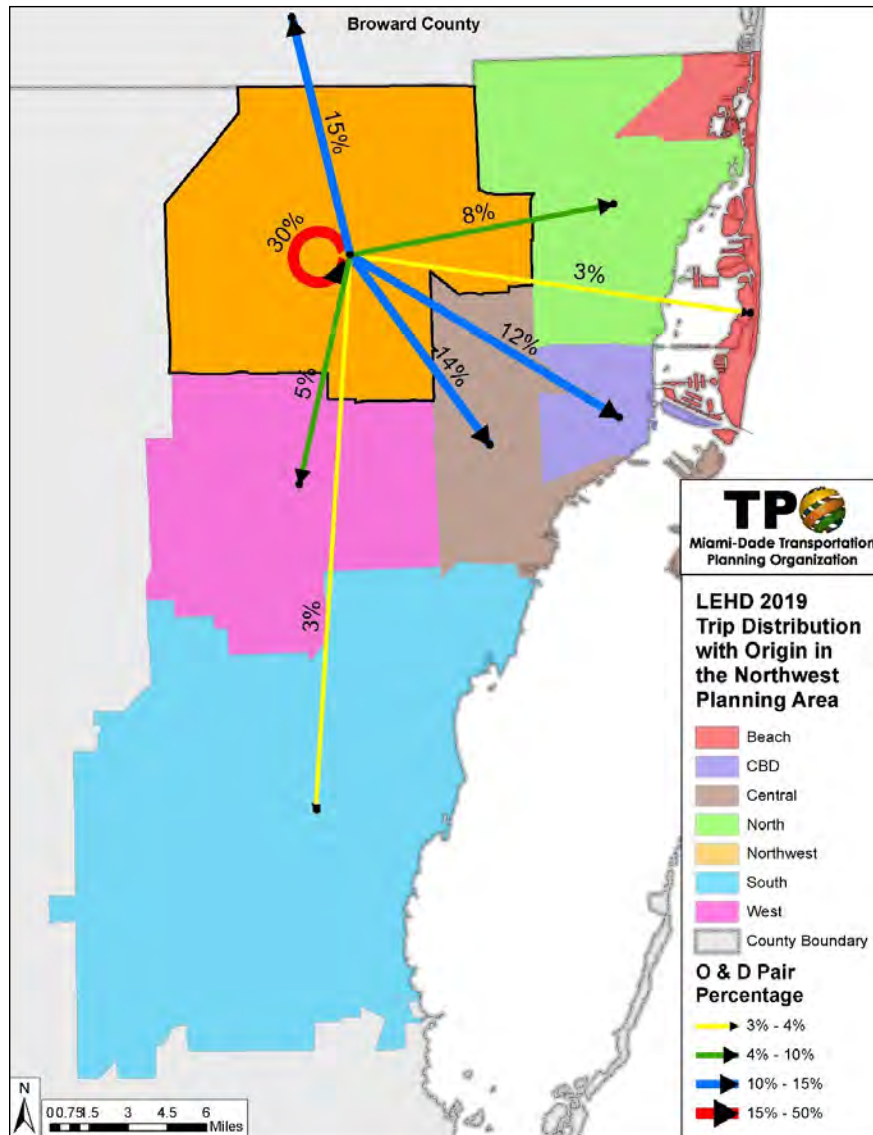 Broward County
15%
30%
8%
3%
12%
14%
5%
3%
TPO
Miami-Dade Transportation
Planning Organization
LEHD 2019
Trip Distribution
with Origin in
the Northwest
Planning Area
Beach
CBD
Central
North
Northwest
South
West
County Boundary
O & D Pair
Percentage
3% - 4%
4% - 10%
10% - 15%
15% - 50%
N
0 0.75 1.5 3 4.5 6
Miles